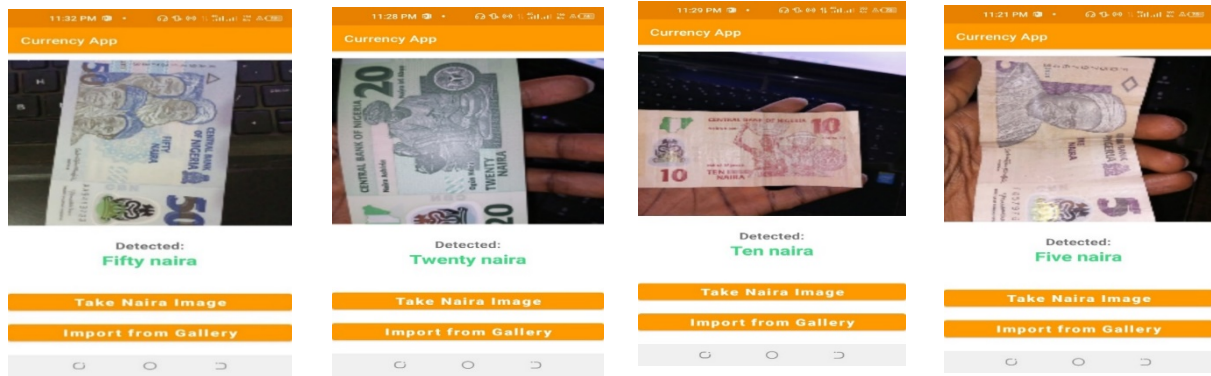 11:32 PM
Currency App
50
FIFTY
NAIRA
CENTRAL BANK
OF NIGERIA
50
Detected:
Fifty naira
Take Naira Image
Import from Gallery
11:28 PM
Currency App
20
CENTRAL BANK OF NIGERIA
TWENTY
NAIRA
20
Detected:
Twenty naira
Take Naira Image
Import from Gallery
11:29 PM
Currency App
CENTRAL BANK OF NIGERIA
10
10
TEN
NAIRA
Detected:
Ten naira
Take Naira Image
Import from Gallery
11:21 PM
Currency App
5
NAIRA
NIGERIA
5
Detected:
Five naira
Take Naira Image
Import from Gallery